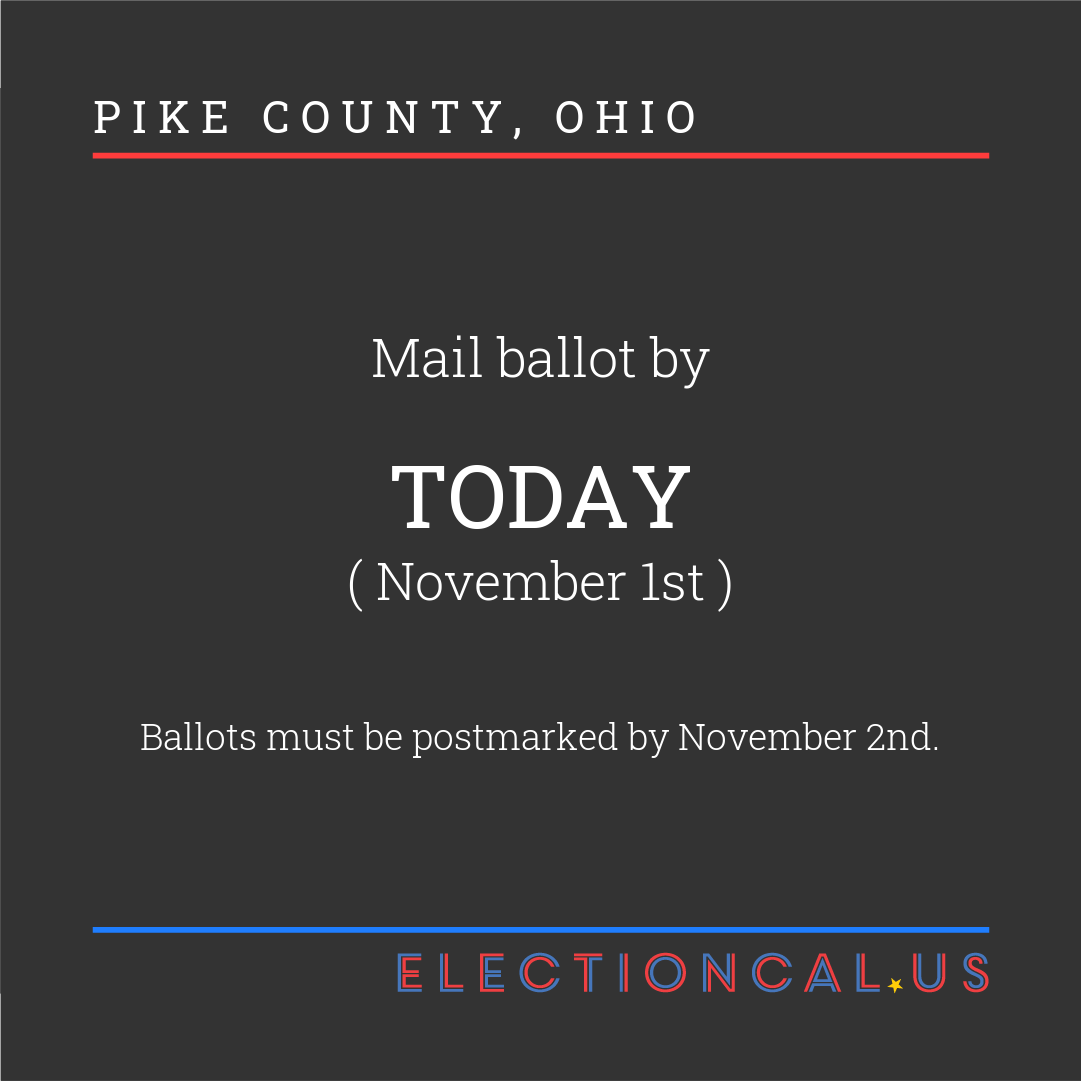 PIKE COUNTY, OHIO
Mail ballot by
TODAY
( November 1st )
Ballots must be postmarked by November 2nd.
ELECTIONCAL.US